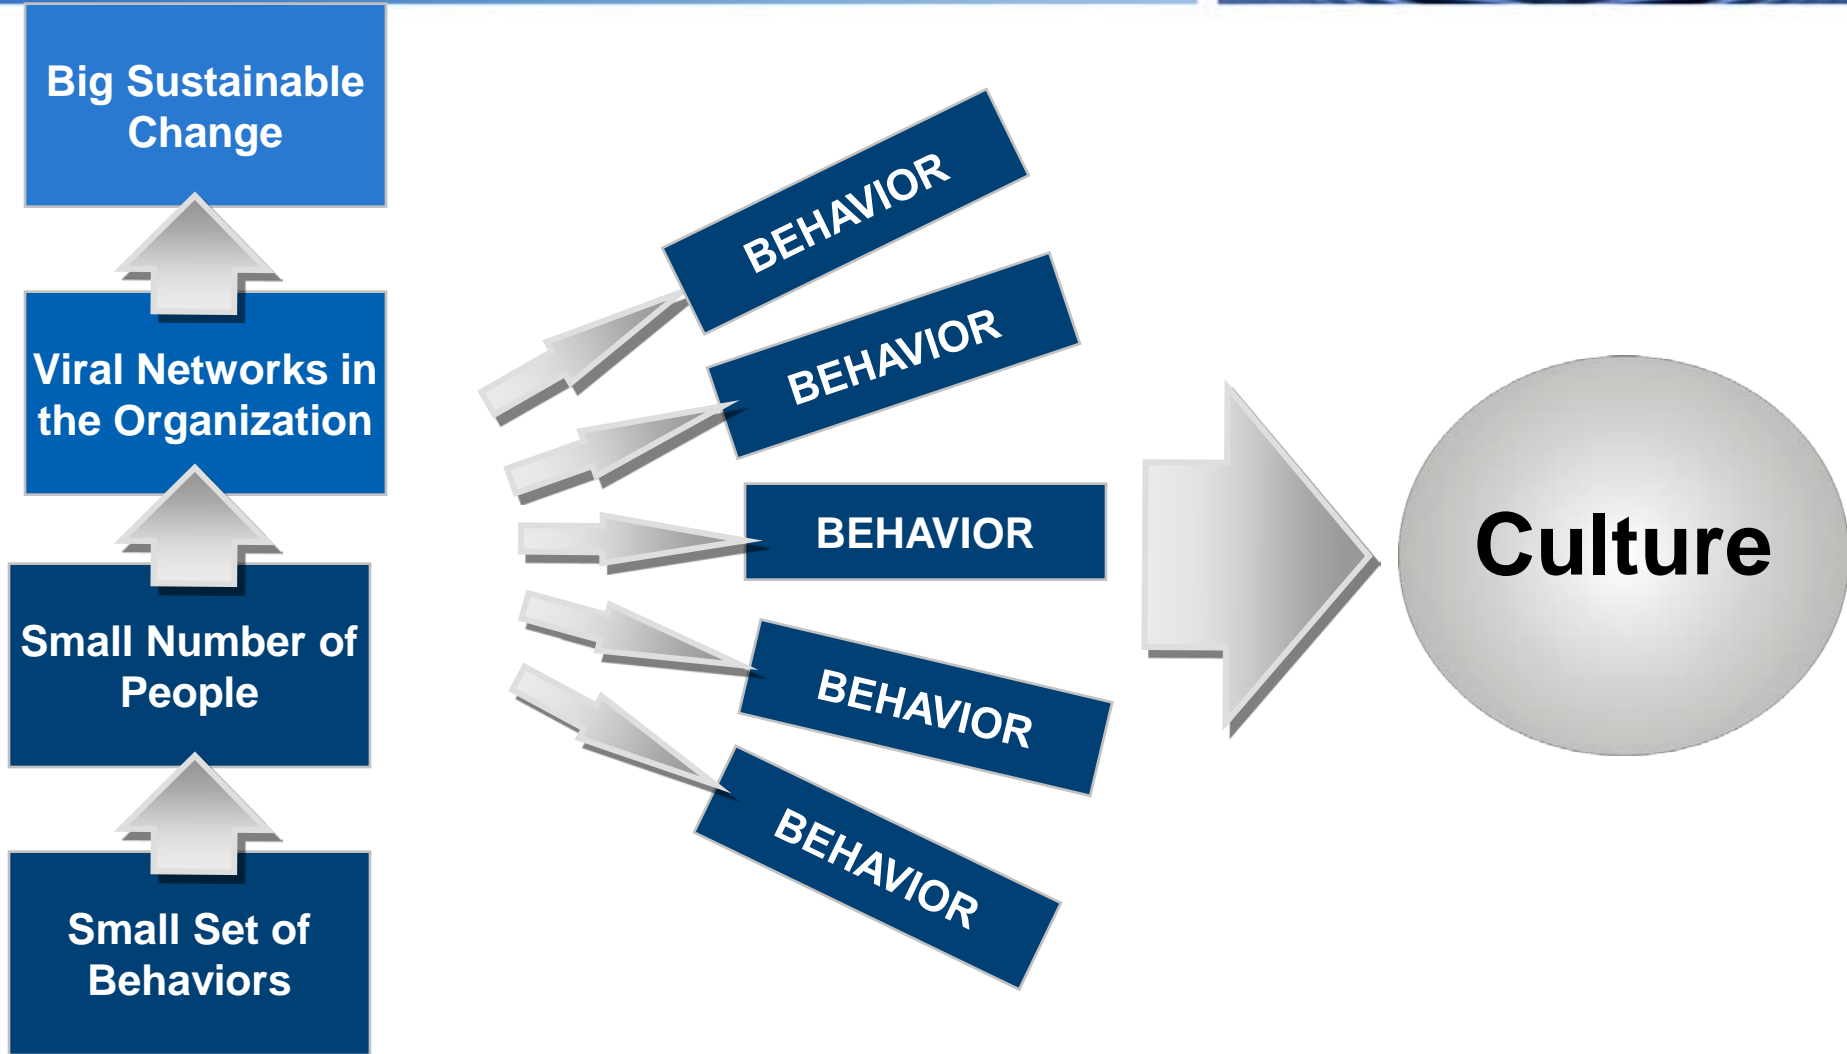 Big Sustainable
Change
Viral Networks in
the Organization
Small Number of
People
Small Set of
Behaviors
BEHAVIOR
BEHAVIOR
BEHAVIOR
BEHAVIOR
BEHAVIOR
Culture